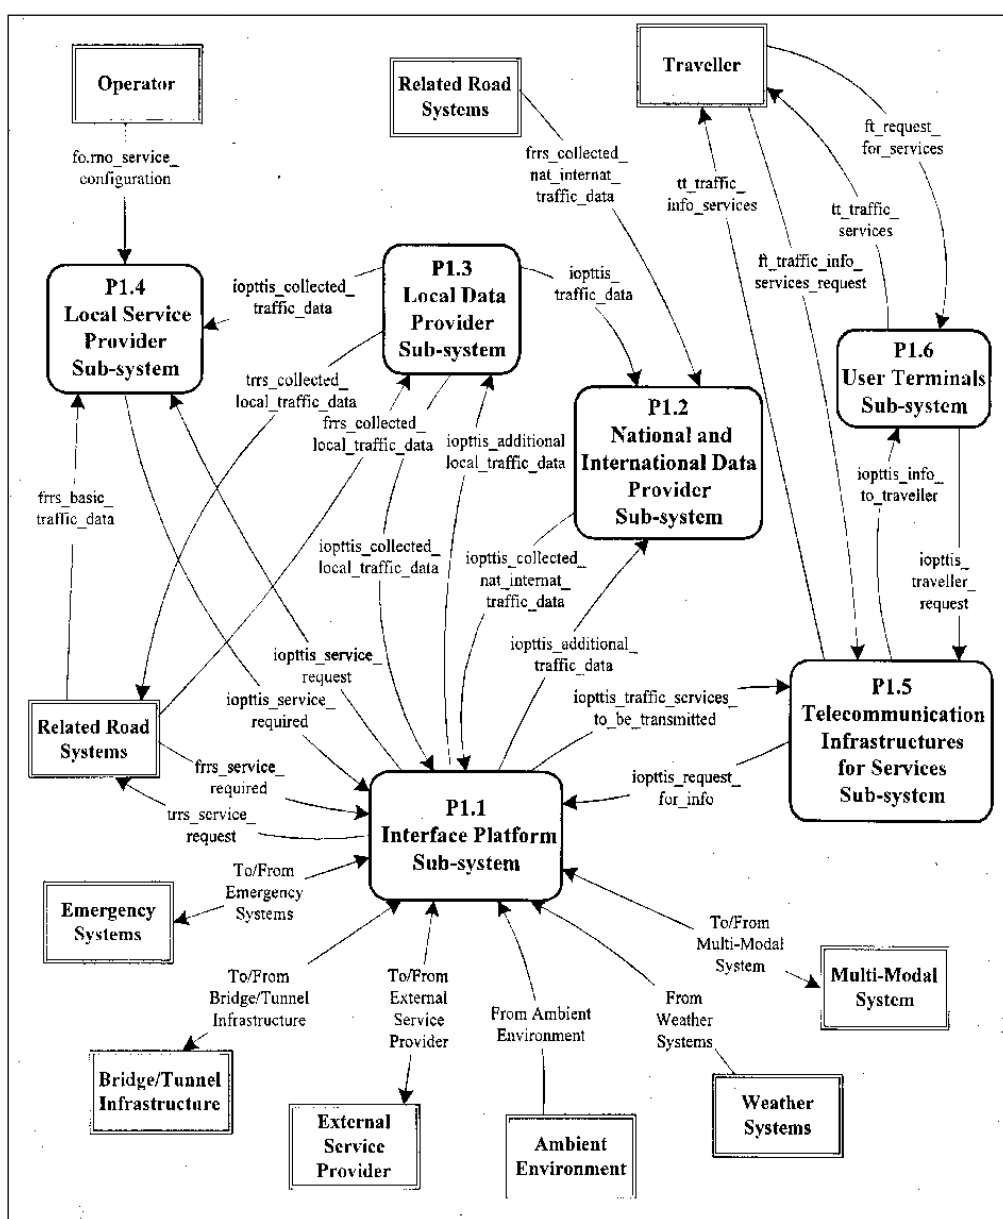 Operator
Related Road
Systems
Traveller
fo.rno_service_
configuration
frrs_collected_
nat_internat_
traffic_data
tt_traffic_
info_services
ft_request_
for_services
tt_traffic_
services
ft_traffic_info_
services_request
P1.4
Local Service
Provider
Sub-system
iopttis_collected_
traffic_data
P1.3
Local Data
Provider
Sub-system
iopttis_
traffic_data
P1.6
User Terminals
Sub-system
trrs_collected_
local_traffic_data
frrs_collected_
local_traffic_data
iopttis_additional
local_traffic_data
P1.2
National and
International Data
Provider
Sub-system
frrs_basic_
traffic_data
iopttis_info_
to_traveller
iopttis_collected_
local_traffic_data
iopttis_collected_
nat_internat_
traffic_data
iopttis_
traveller_
request
iopttis_additional_
traffic_data
iopttis_service_
request
iopttis_service_
required
iopttis_traffic_services_
to_be_transmitted
P1.5
Telecommunication
Infrastructures
for Services
Sub-system
Related Road
Systems
frrs_service_
required
trrs_service_
request
iopttis_request_
for_info
P1.1
Interface Platform
Sub-system
To/From
Emergency
Systems
Emergency
Systems
To/From
Bridge/Tunnel
Infrastructure
To/From
External
Service
Provider
From Ambient
Environment
From
Weather
Systems
To/From
Multi-Modal
System
Multi-Modal
System
Bridge/Tunnel
Infrastructure
External
Service
Provider
Ambient
Environment
Weather
Systems